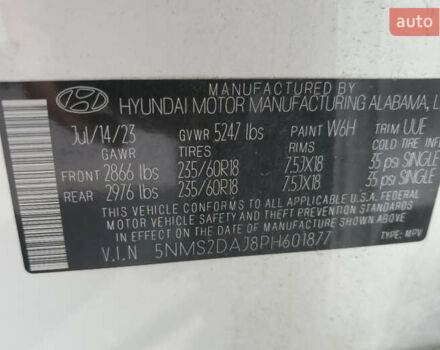 auto
MANUFACTURED BY
HYUNDAI MOTOR MANUFACTURING ALABAMA,
Jul/14/23 GVWR 5247 lbs PAINT W6H TRIM UUE
GAWR TIRES RIMS COLD TIRE
FRONT 2866 lbs 235/60R18 7.5JX18 35 psi SINGLE
REAR 2976 lbs 235/60R18 7.5JX18 35 psi SINGLE
THIS VEHICLE CONFORMS TO ALL APPLICABLE U.S.A. FEDERAL
MOTOR VEHICLE SAFETY AND THEFT PREVENTION STANDARDS
IN EFFECT ON THE DATE OF MANUFACTURE SHOWN ABOVE.
V.I.N 5NMS2DAJ8PH601877 TYPE: MPV